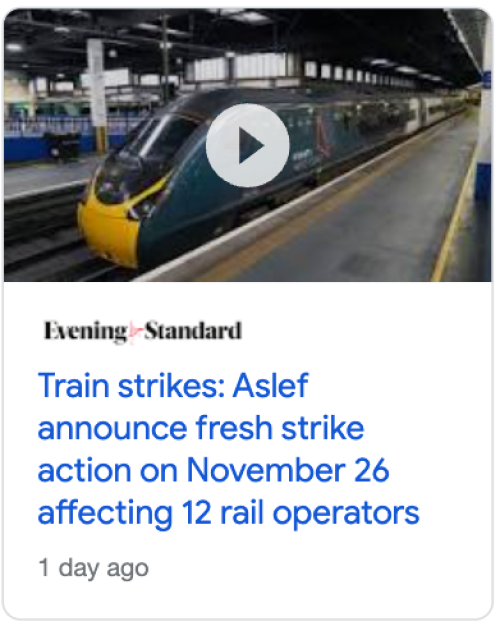 Evening Standard
Train strikes: Aslef
announce fresh strike
action on November 26
affecting 12 rail operators
1 day ago